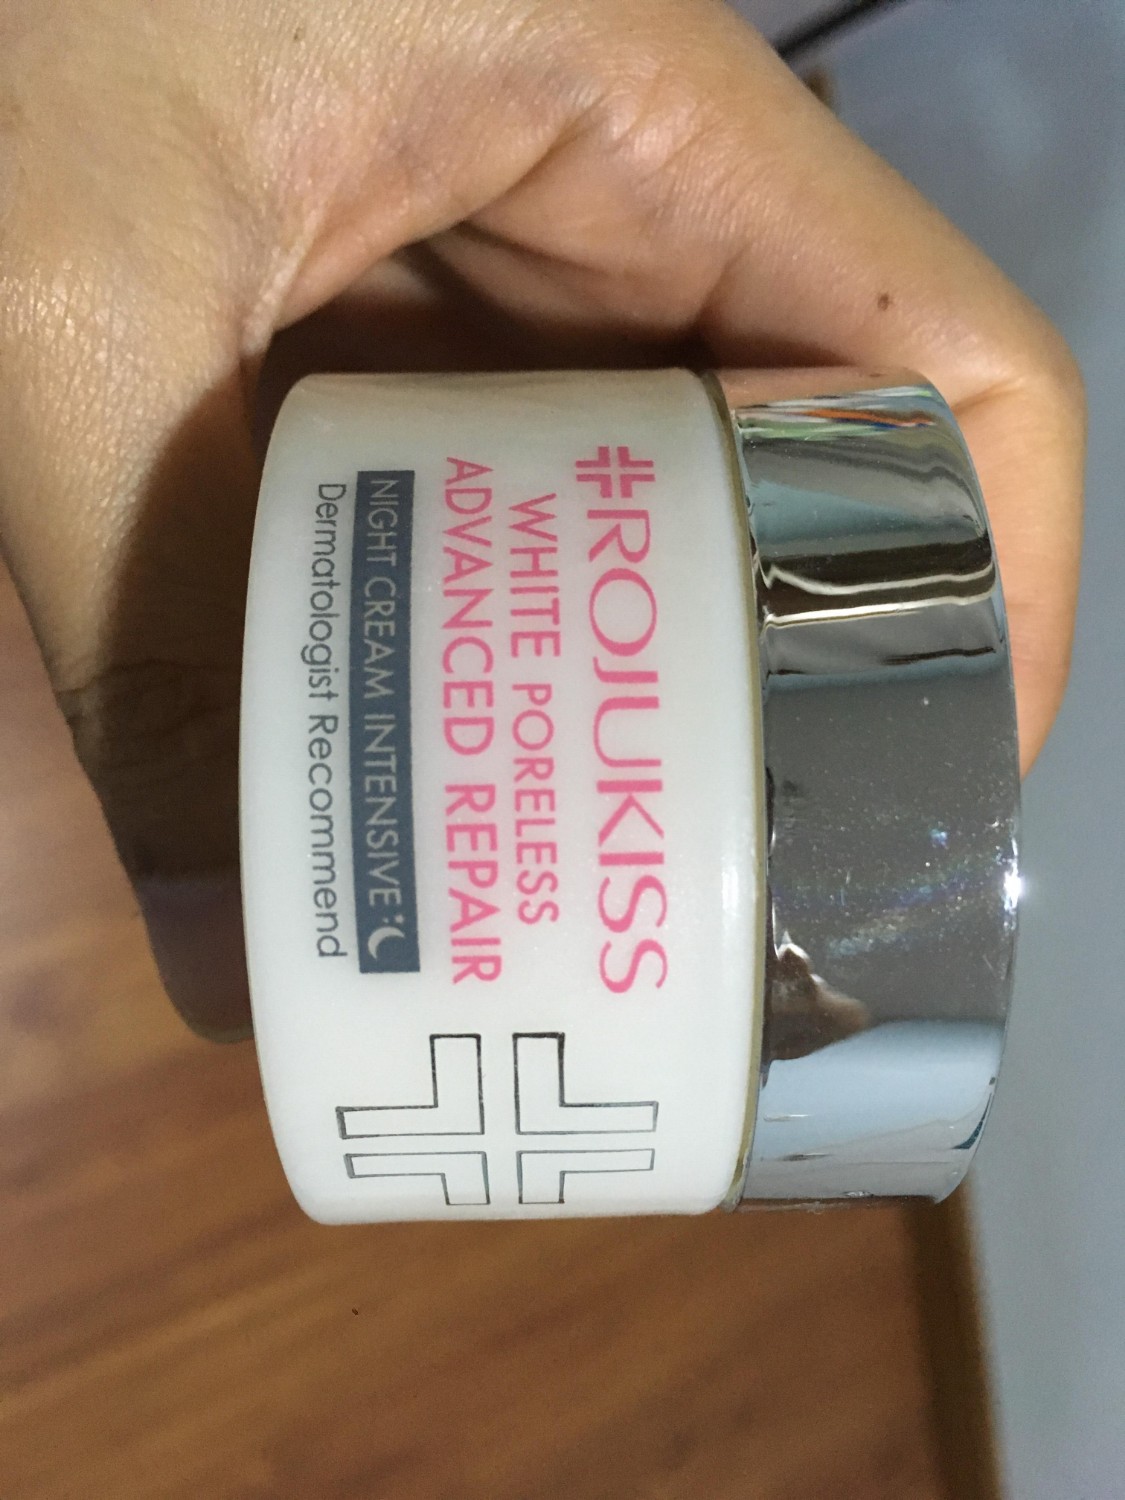 ROJUKISS
WHITE PORELESS
ADVANCED REPAIR
NIGHT CREAM INTENSIVE
Dermatologist Recommend